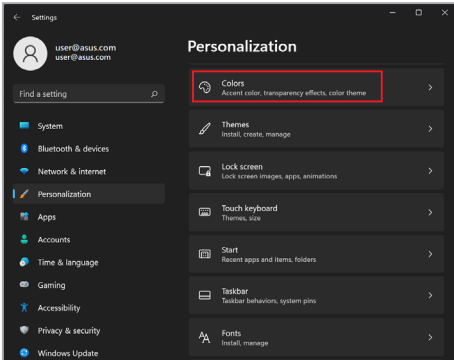 Settings
user@asus.com
user@asus.com
Find a setting
System
Bluetooth & devices
Network & internet
Personalization
Apps
Accounts
Time & language
Gaming
Accessibility
Privacy & security
Windows Update
Personalization
Colors
Accent color, transparency effects, color theme
Themes
Install, create, manage
Lock screen
Lock screen images, apps, animations
Touch keyboard
Themes, size
Start
Recent apps and items, folders
Taskbar
Taskbar behaviors, system pins
Fonts
Install, manage